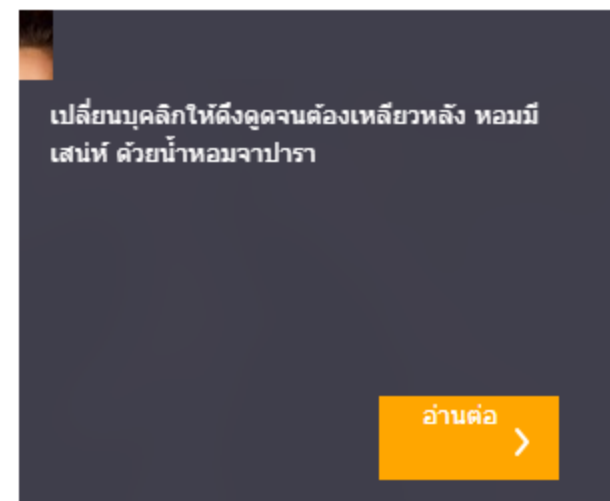 เปลี่ยนบุคลิกให้ดึงดูดจนต้องเหลียวหลัง หอมมี
เสน่ห์ ด้วยน้ำหอมจาปารา
อ่านต่อ